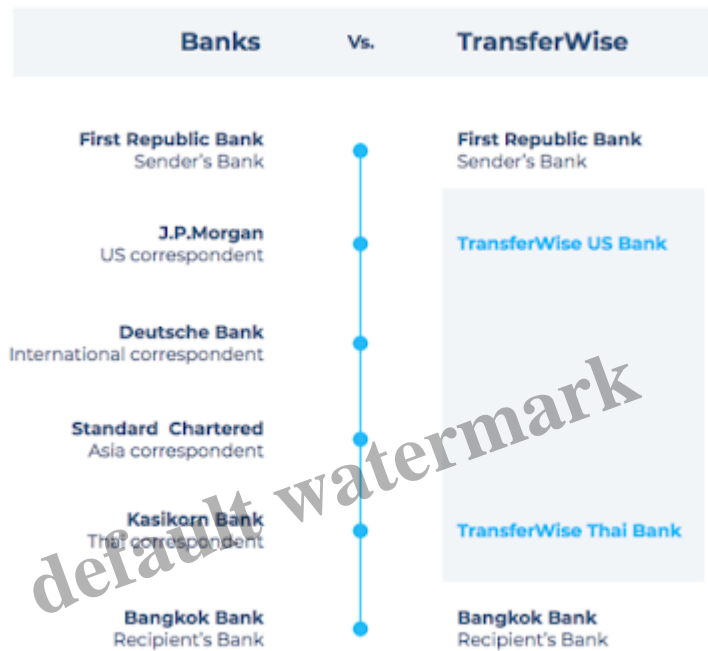 Banks Vs. TransferWise
First Republic Bank First Republic Bank
Sender's Bank Sender's Bank
J.P.Morgan TransferWise US Bank
US correspondent
Deutsche Bank
International correspondent
Standard Chartered
Asia correspondent
Kasikorn Bank TransferWise Thai Bank
Thai correspondent
Bangkok Bank Bangkok Bank
Recipient's Bank Recipient's Bank
default watermark